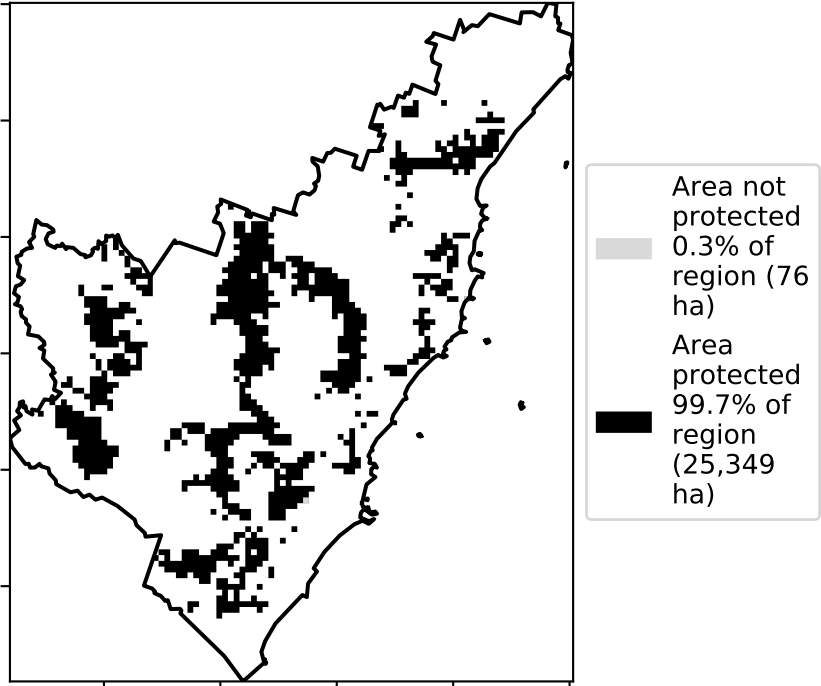 Area not
protected
0.3% of
region (76
ha)
Area
protected
99.7% of
region
(25,349
ha)